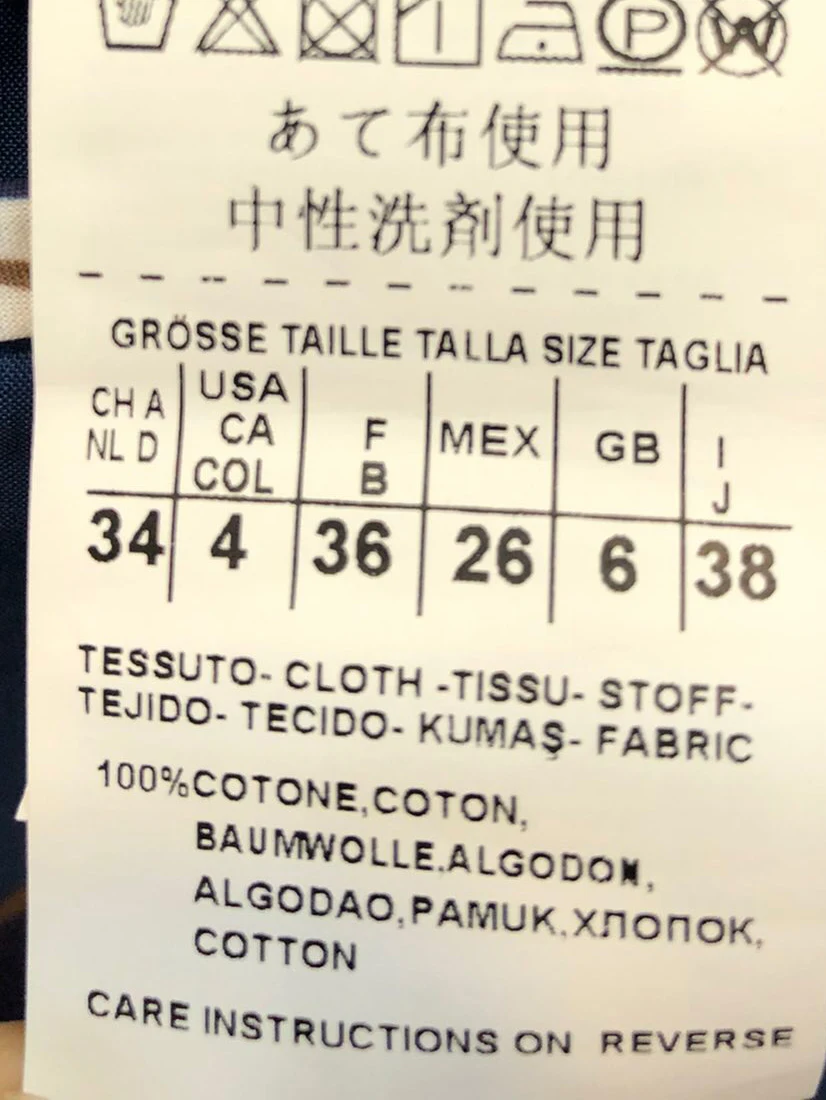 P W
あて布使用
中性洗剤使用
GRÖSSE TAILLE TALLA SIZE TAGLIA
CH A NL D USA CA COL F B MEX GB I J
34 4 36 26 6 38
TESSUTO- CLOTH -TISSU- STOFF-
TEJIDO- TECIDO- KUMAŞ- FABRIC
100%COTONE,COTON,
BAUMWOLLE,ALGODON,
ALGODAO,PAMUK,ХЛОПОК,
COTTON
CARE INSTRUCTIONS ON REVERSE